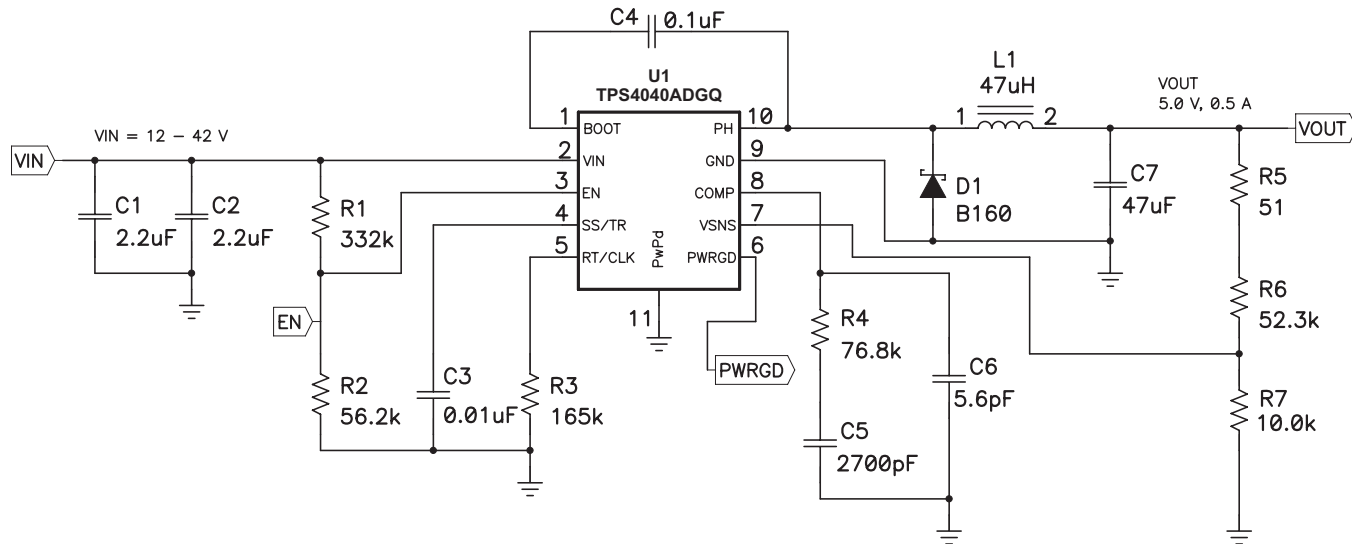 C4
0.1uF
U1
TPS4040ADGQ
L1
47uH
VOUT
5.0 V, 0.5 A
VIN = 12 – 42 V
1
BOOT
PH
10
1
2
VOUT
VIN
2
VIN
GND
9
3
EN
COMP
8
C1
2.2uF
C2
2.2uF
R1
332k
4
SS/TR
VSNS
7
D1
B160
C7
47uF
R5
51
5
RT/CLK
PwPd
PWRGD
6
11
EN
R4
76.8k
R6
52.3k
PWRGD
R2
56.2k
C3
0.01uF
R3
165k
C6
5.6pF
R7
10.0k
C5
2700pF